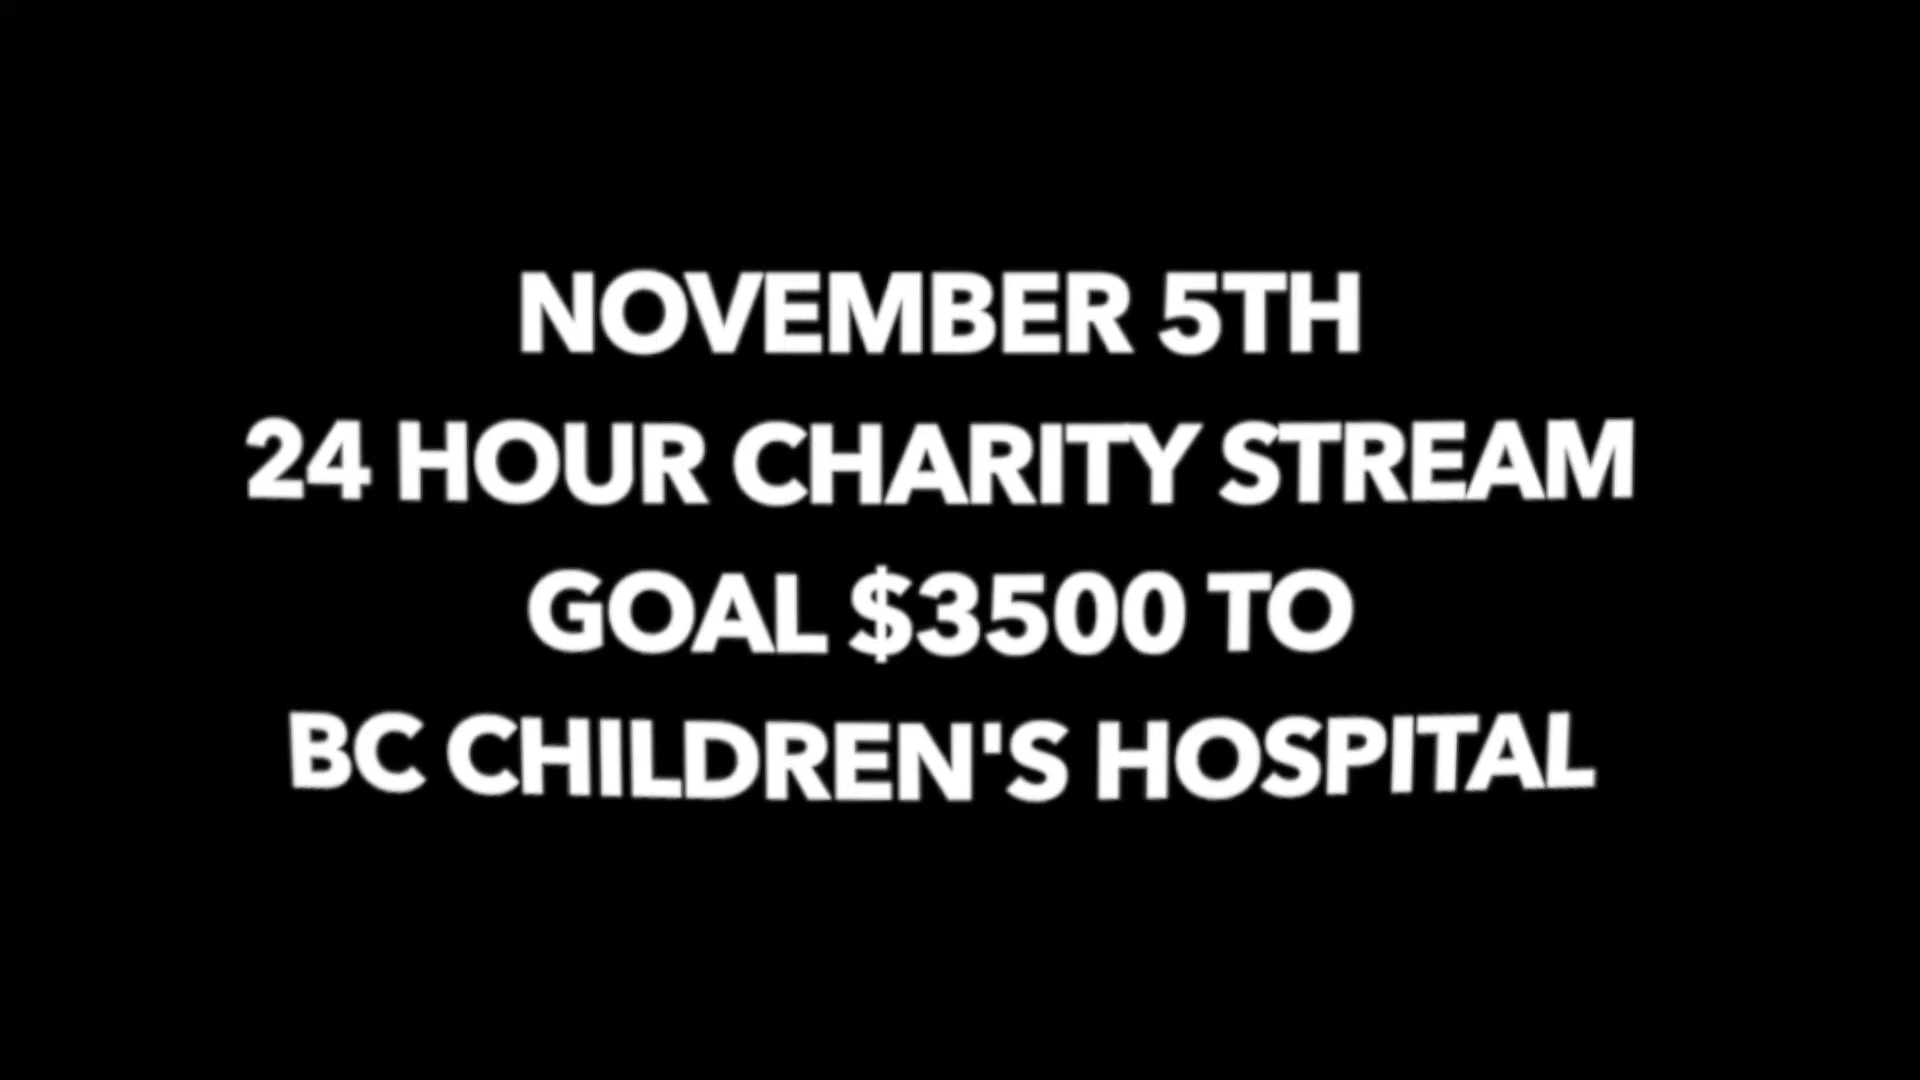 NOVEMBER 5TH
24 HOUR CHARITY STREAM
GOAL $3500 TO
BC CHILDREN'S HOSPITAL